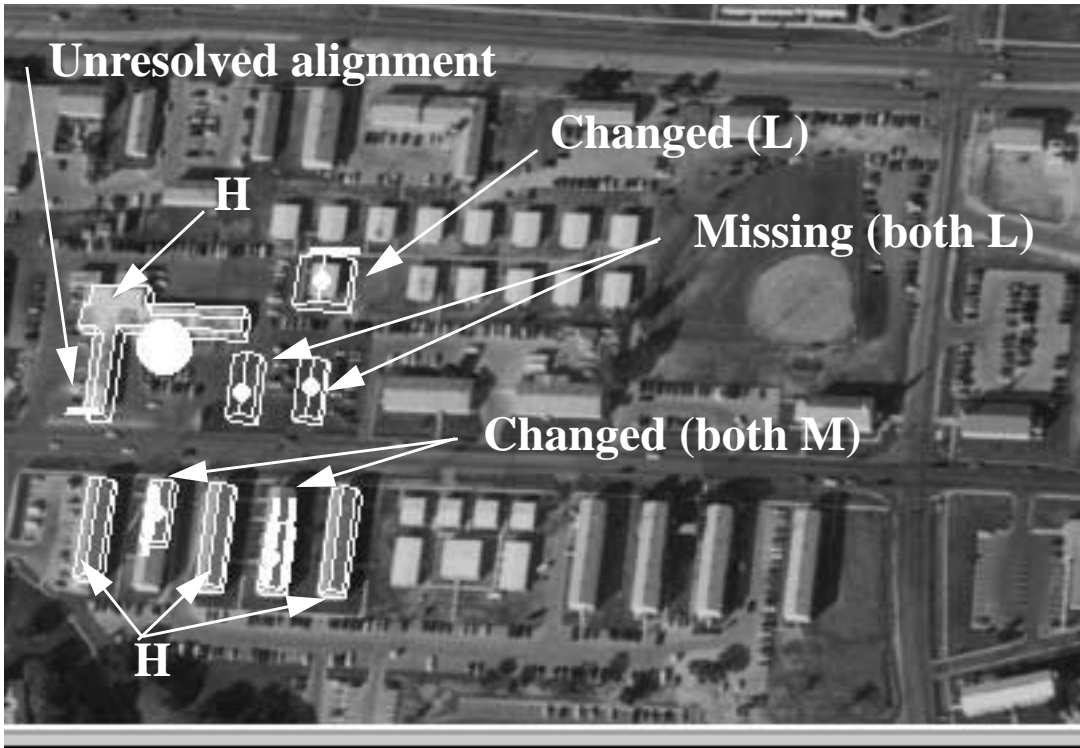 Unresolved alignment
Changed (L)
H
Missing (both L)
Changed (both M)
H